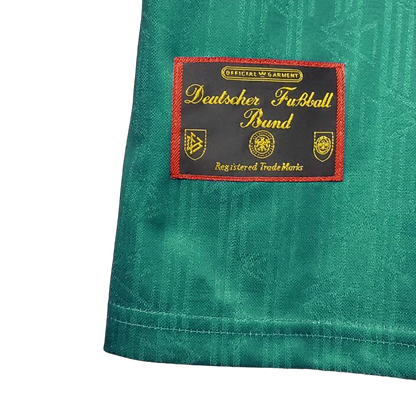 OFFICIAL W GARMENT
Deutscher Fußball
Bund
Registered Trade Marks